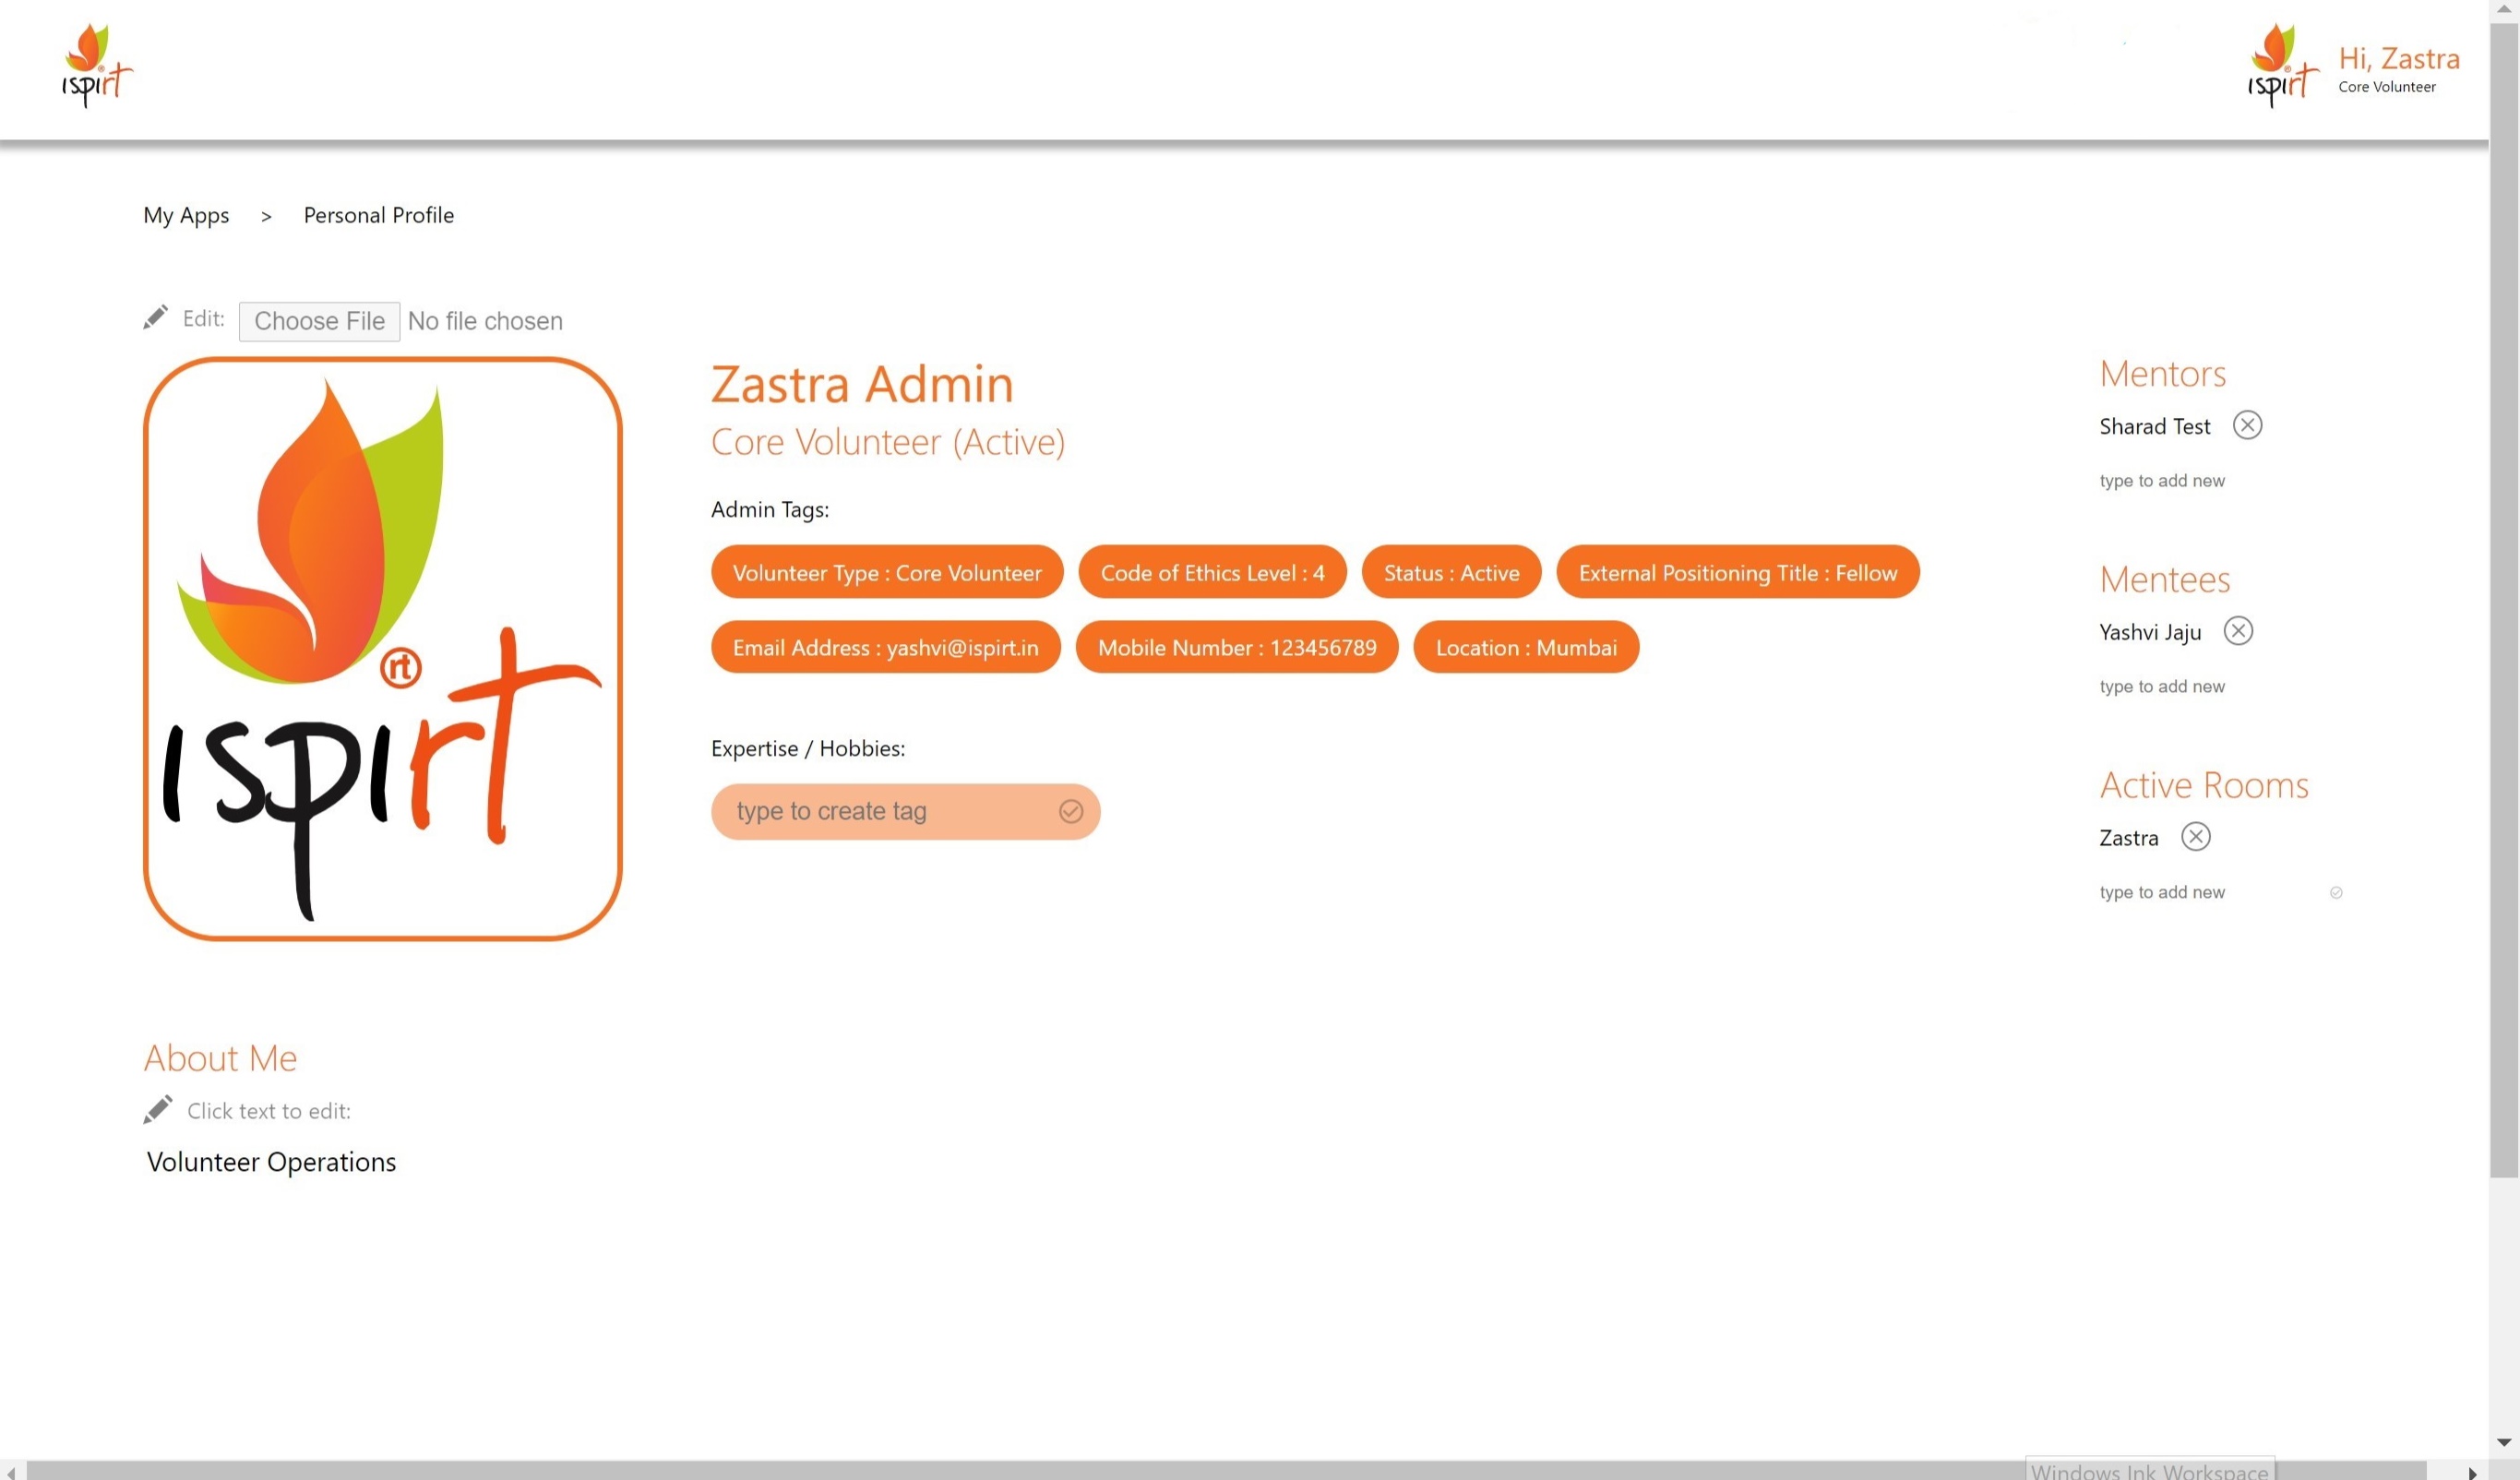 ispirt
Hi, Zastra
Core Volunteer
ispirt
My Apps > Personal Profile
Edit: Choose File No file chosen
rt
ispirt
Zastra Admin
Core Volunteer (Active)
Admin Tags:
Volunteer Type : Core Volunteer Code of Ethics Level : 4 Status : Active External Positioning Title : Fellow
Email Address : yashvi@ispirt.in Mobile Number : 123456789 Location : Mumbai
Expertise / Hobbies:
type to create tag
Mentors
Sharad Test
type to add new
Mentees
Yashvi Jaju
type to add new
Active Rooms
Zastra
type to add new
About Me
Click text to edit:
Volunteer Operations
Windows Ink Workspace